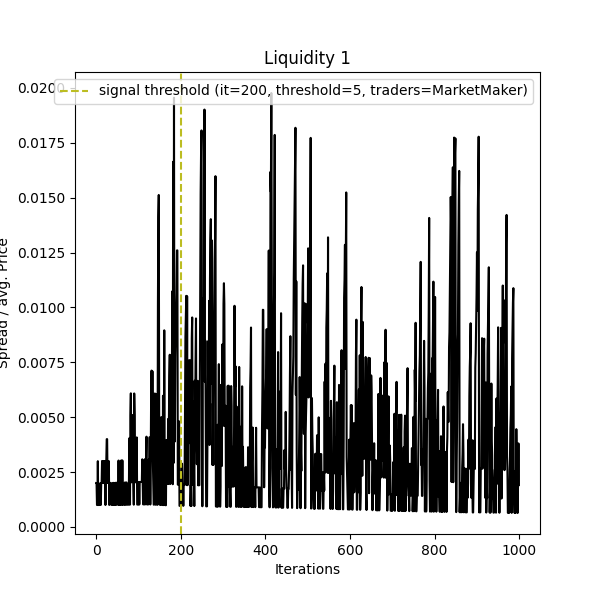 Liquidity 1
signal threshold (it=200, threshold=5, traders=MarketMaker)
Spread / avg. Price
0.0200
0.0175
0.0150
0.0125
0.0100
0.0075
0.0050
0.0025
0.0000
0 200 400 600 800 1000
Iterations